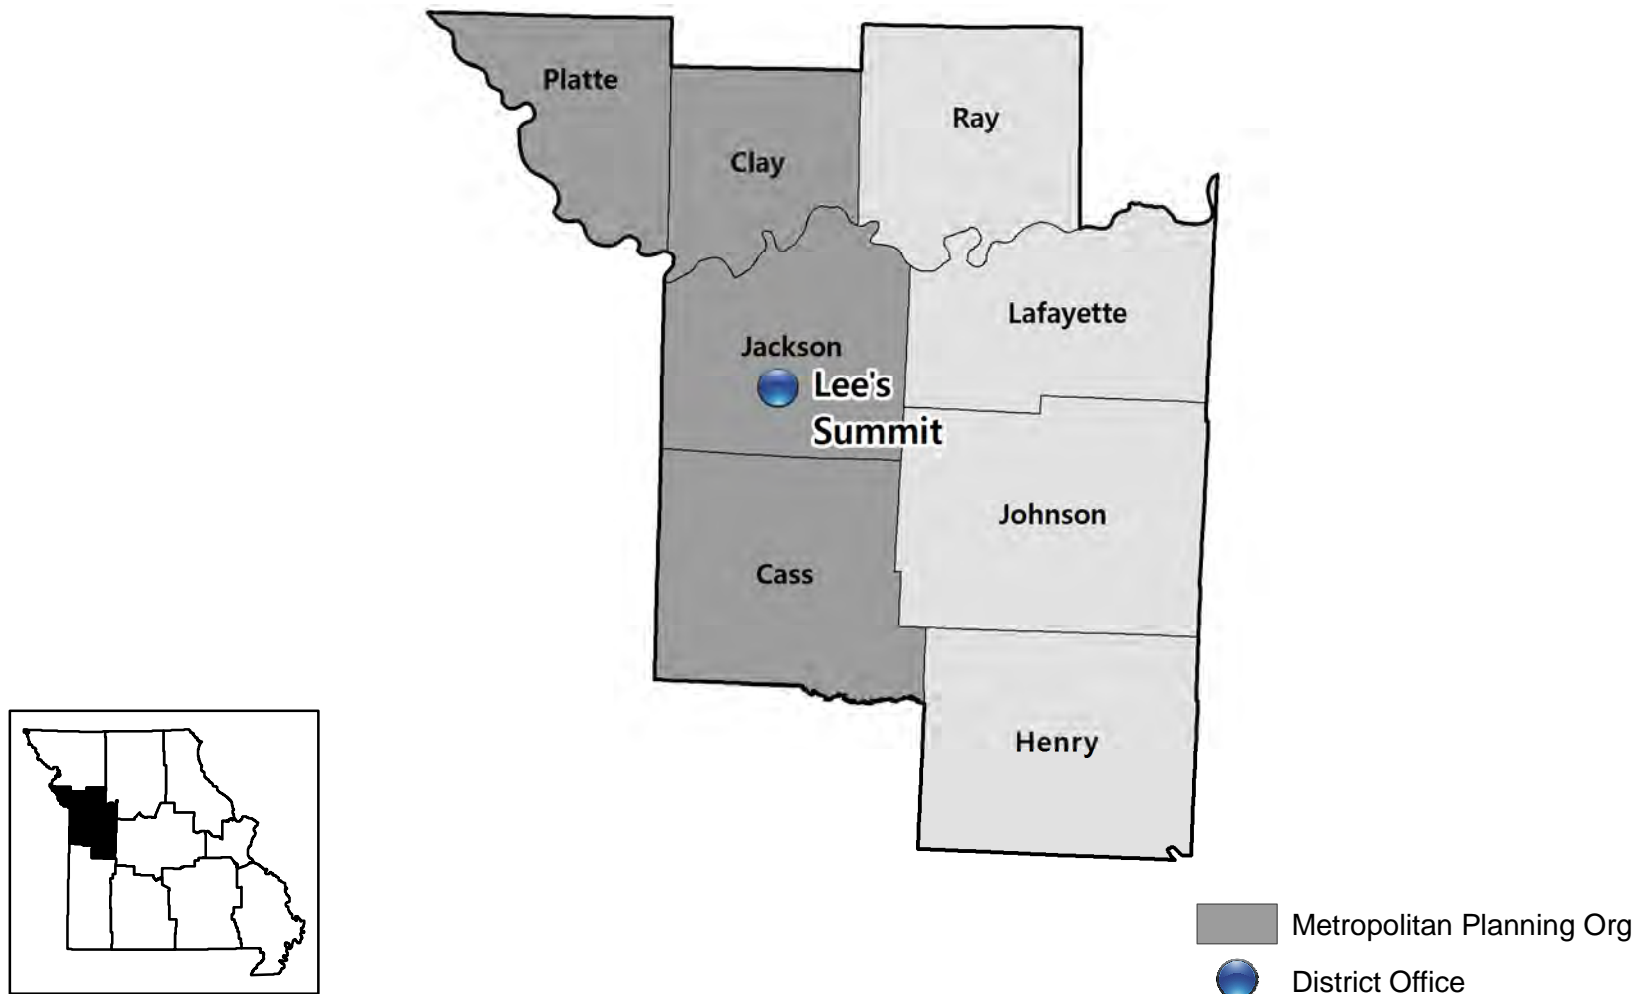 Platte
Ray
Clay
Lafayette
Jackson
Lee's
Summit
Johnson
Cass
Henry
Metropolitan Planning Org
District Office